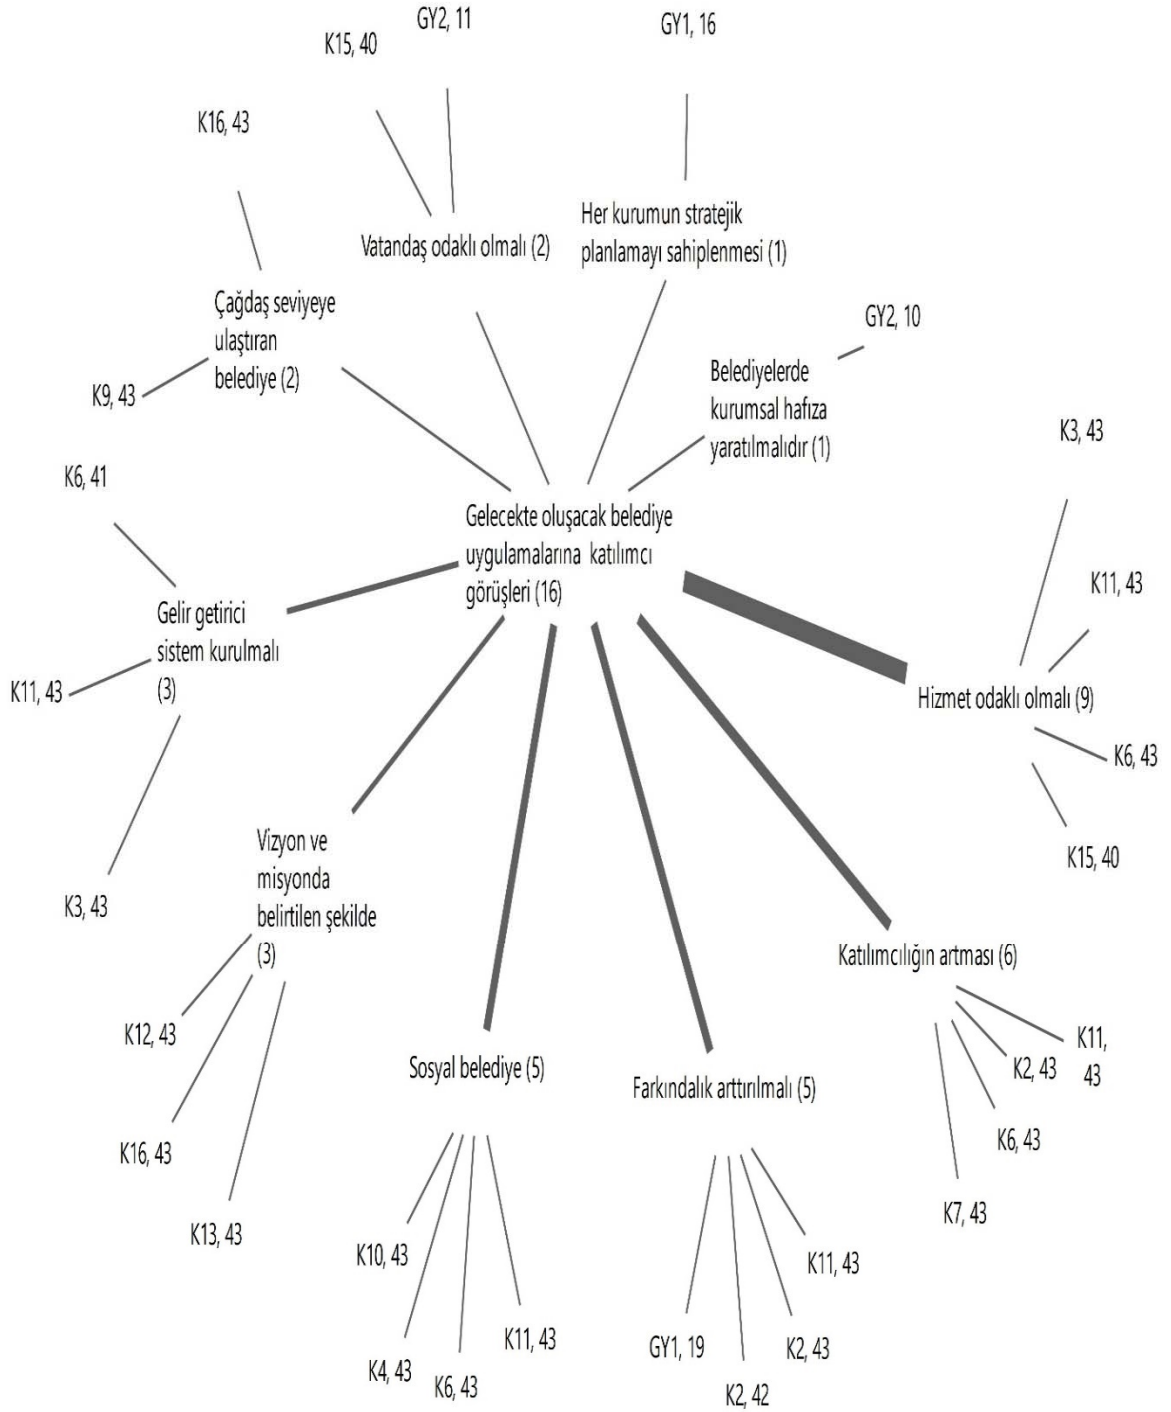 GY2, 11
GY1, 16
K15, 40
K16, 43
Her kurumun stratejik
planlamayı sahiplenmesi (1)
Vatandaş odaklı olmalı (2)
Çağdaş seviyeye
ulaştıran
belediye (2)
GY2, 10
Belediyelerde
kurumsal hafıza
yaratılmalıdır (1)
K9, 43
K3, 43
K6, 41
Gelecekte oluşacak belediye
uygulamalarına katılımcı
görüşleri (16)
K11, 43
Gelir getirici
sistem kurulmalı
(3)
K11, 43
Hizmet odaklı olmalı (9)
K6, 43
K15, 40
K3, 43
Vizyon ve
misyonda
belirtilen şekilde
(3)
Katılımcılığın artması (6)
K12, 43
K11,
43
K2, 43
Sosyal belediye (5)
Farkındalık arttırılmalı (5)
K6, 43
K16, 43
K7, 43
K13, 43
K10, 43
K11, 43
K11, 43
GY1, 19
K2, 43
K4, 43
K6, 43
K2, 42